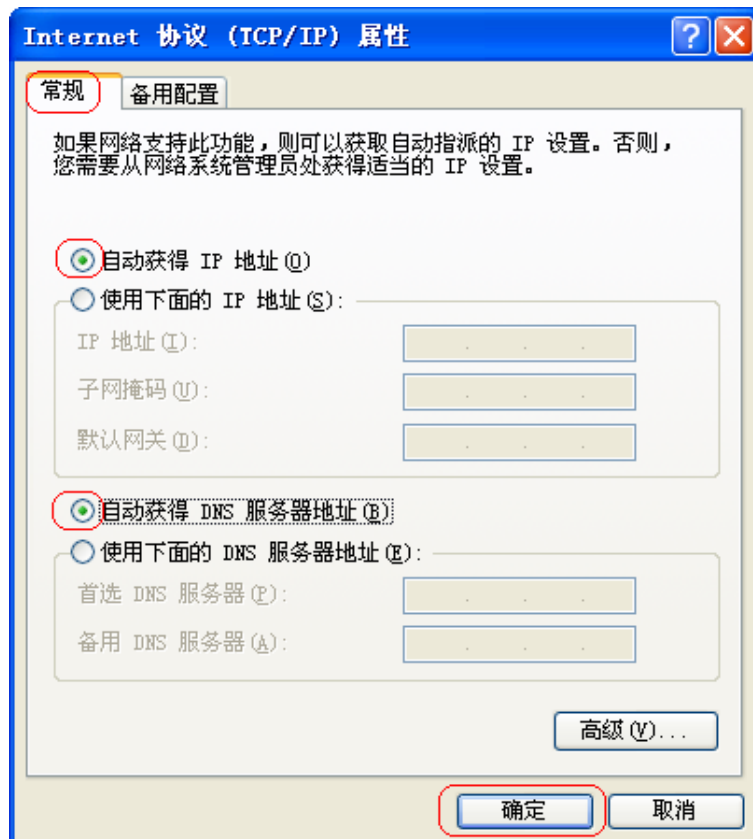 Internet 协议 (TCP/IP) 属性
常规 备用配置
如果网络支持此功能，则可以获取自动指派的 IP 设置。否则，
您需要从网络系统管理员处获得适当的 IP 设置。
自动获得 IP 地址(O)
使用下面的 IP 地址(S):
IP 地址(I):
子网掩码(U):
默认网关(D):
自动获得 DNS 服务器地址(B)
使用下面的 DNS 服务器地址(E):
首选 DNS 服务器(P):
备用 DNS 服务器(A):
高级(V)...
确定 取消